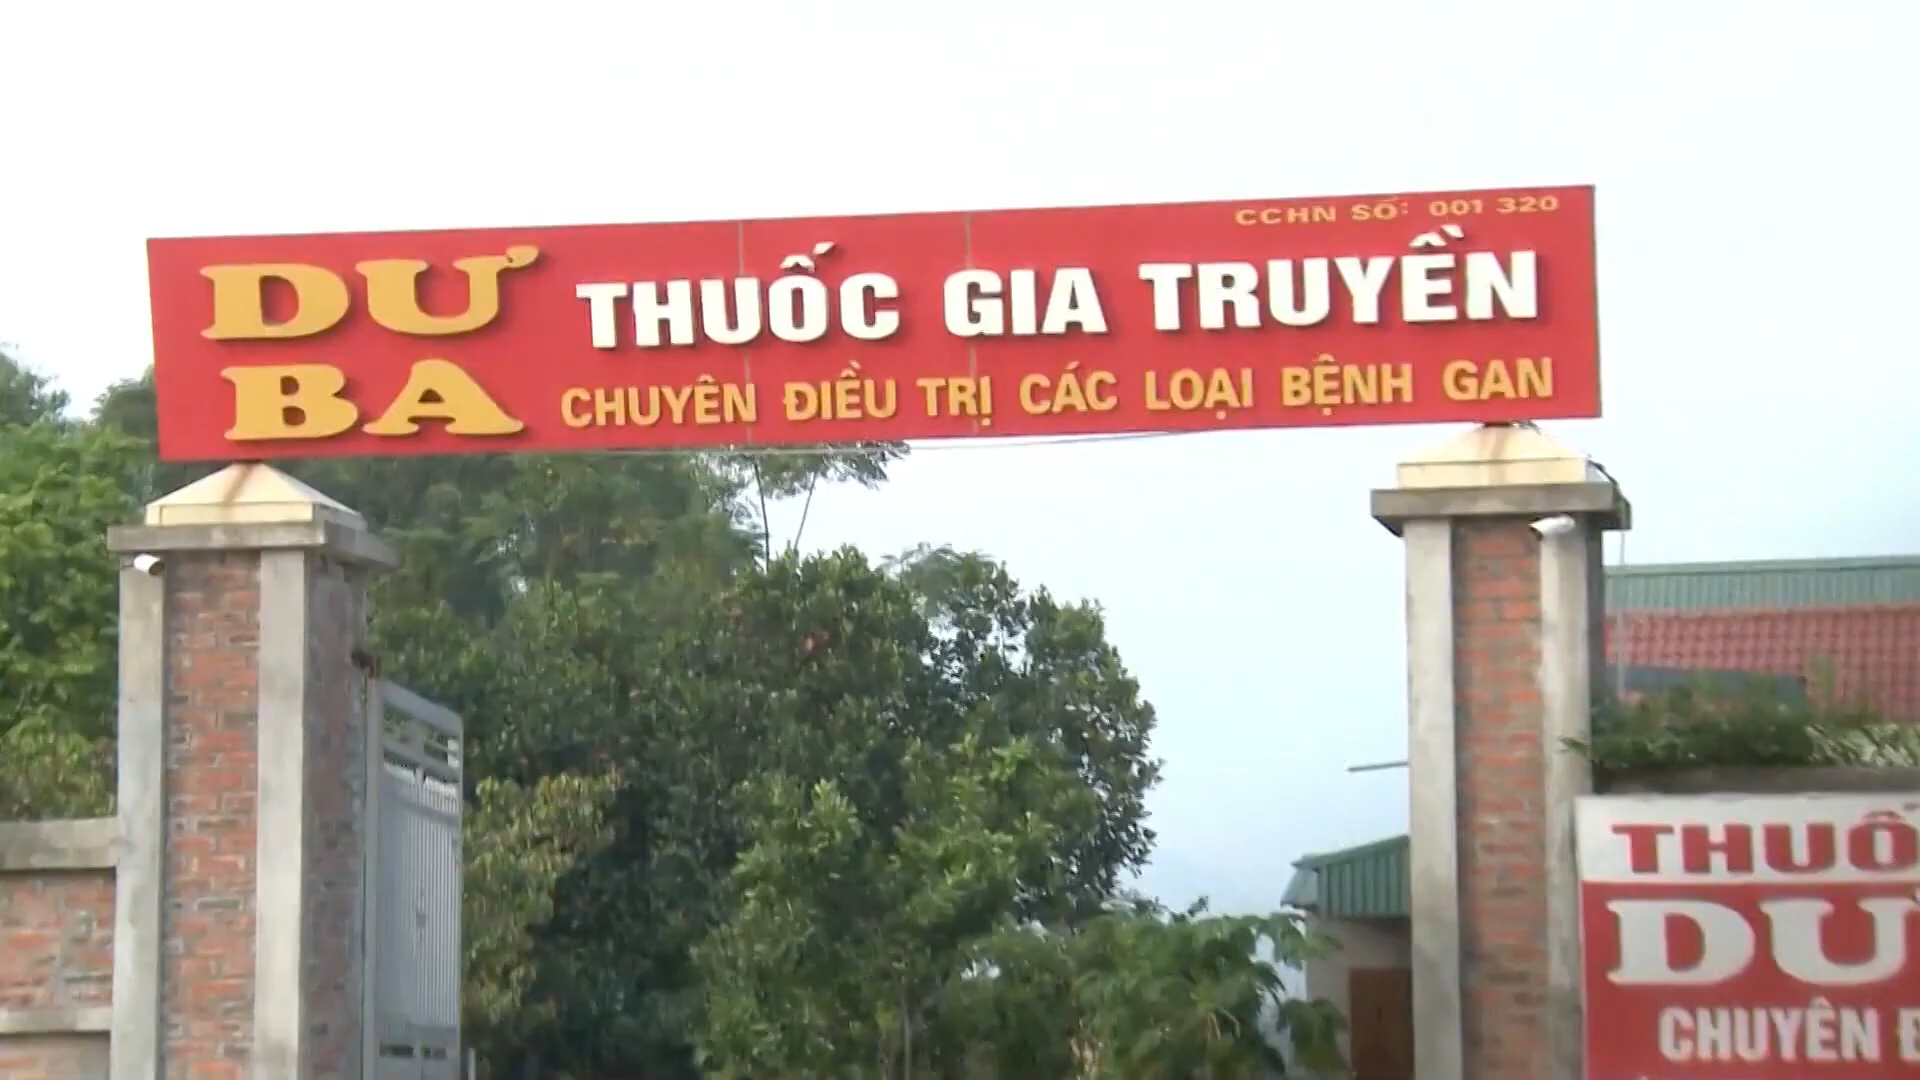 CCHN SỐ: 001 320
DƯ BA
THUỐC GIA TRUYỀN
CHUYÊN ĐIỀU TRỊ CÁC LOẠI BỆNH GAN
THUỐ
DƯ
CHUYÊN Đ